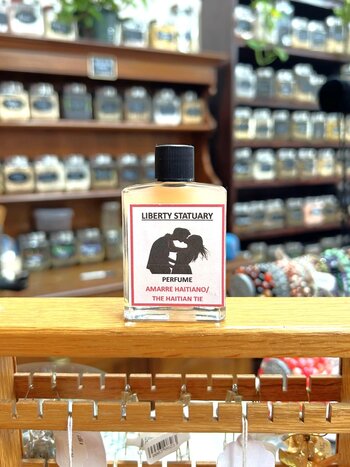 LIBERTY STATUARY
PERFUME
AMARRE HAITIANO/
THE HAITIAN TIE